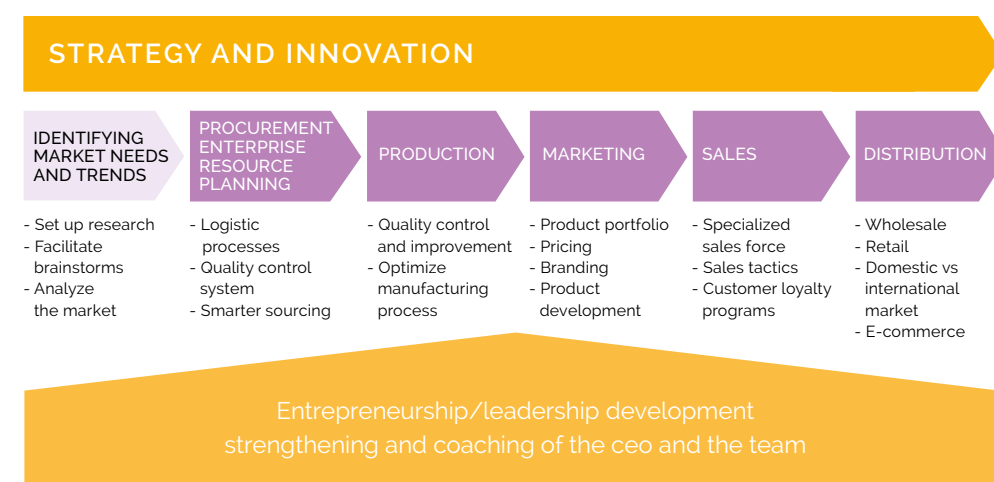 STRATEGY AND INNOVATION
IDENTIFYING
MARKET NEEDS
AND TRENDS
- Set up research
- Facilitate
brainstorms
- Analyze
the market
PROCUREMENT
ENTERPRISE
RESOURCE
PLANNING
- Logistic
processes
- Quality control
system
- Smarter sourcing
PRODUCTION
- Quality control
and improvement
- Optimize
manufacturing
process
MARKETING
- Product portfolio
- Pricing
- Branding
- Product
development
SALES
- Specialized
sales force
- Sales tactics
- Customer loyalty
programs
DISTRIBUTION
- Wholesale
- Retail
- Domestic vs
international
market
- E-commerce
Entrepreneurship/leadership development
strengthening and coaching of the ceo and the team